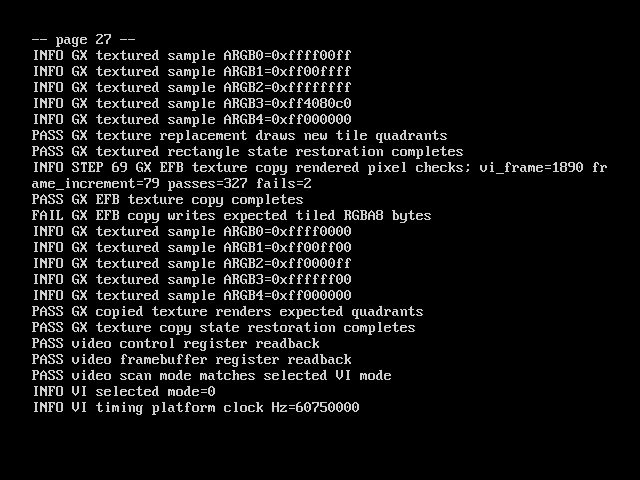 -- page 27 --
INFO GX textured sample ARGB0=0xffff00ff
INFO GX textured sample ARGB1=0xff00ffff
INFO GX textured sample ARGB2=0xffffffff
INFO GX textured sample ARGB3=0xff4080c0
INFO GX textured sample ARGB4=0xff000000
PASS GX texture replacement draws new tile quadrants
PASS GX textured rectangle state restoration completes
INFO STEP 69 GX EFB texture copy rendered pixel checks; vi_frame=1890 fr
ame_increment=79 passes=327 fails=2
PASS GX EFB texture copy completes
FAIL GX EFB copy writes expected tiled RGBA8 bytes
INFO GX textured sample ARGB0=0xffff0000
INFO GX textured sample ARGB1=0xff00ff00
INFO GX textured sample ARGB2=0xff0000ff
INFO GX textured sample ARGB3=0xffffff00
INFO GX textured sample ARGB4=0xff000000
PASS GX copied texture renders expected quadrants
PASS GX texture copy state restoration completes
PASS video control register readback
PASS video framebuffer register readback
PASS video scan mode matches selected VI mode
INFO VI selected mode=0
INFO VI timing platform clock Hz=60750000